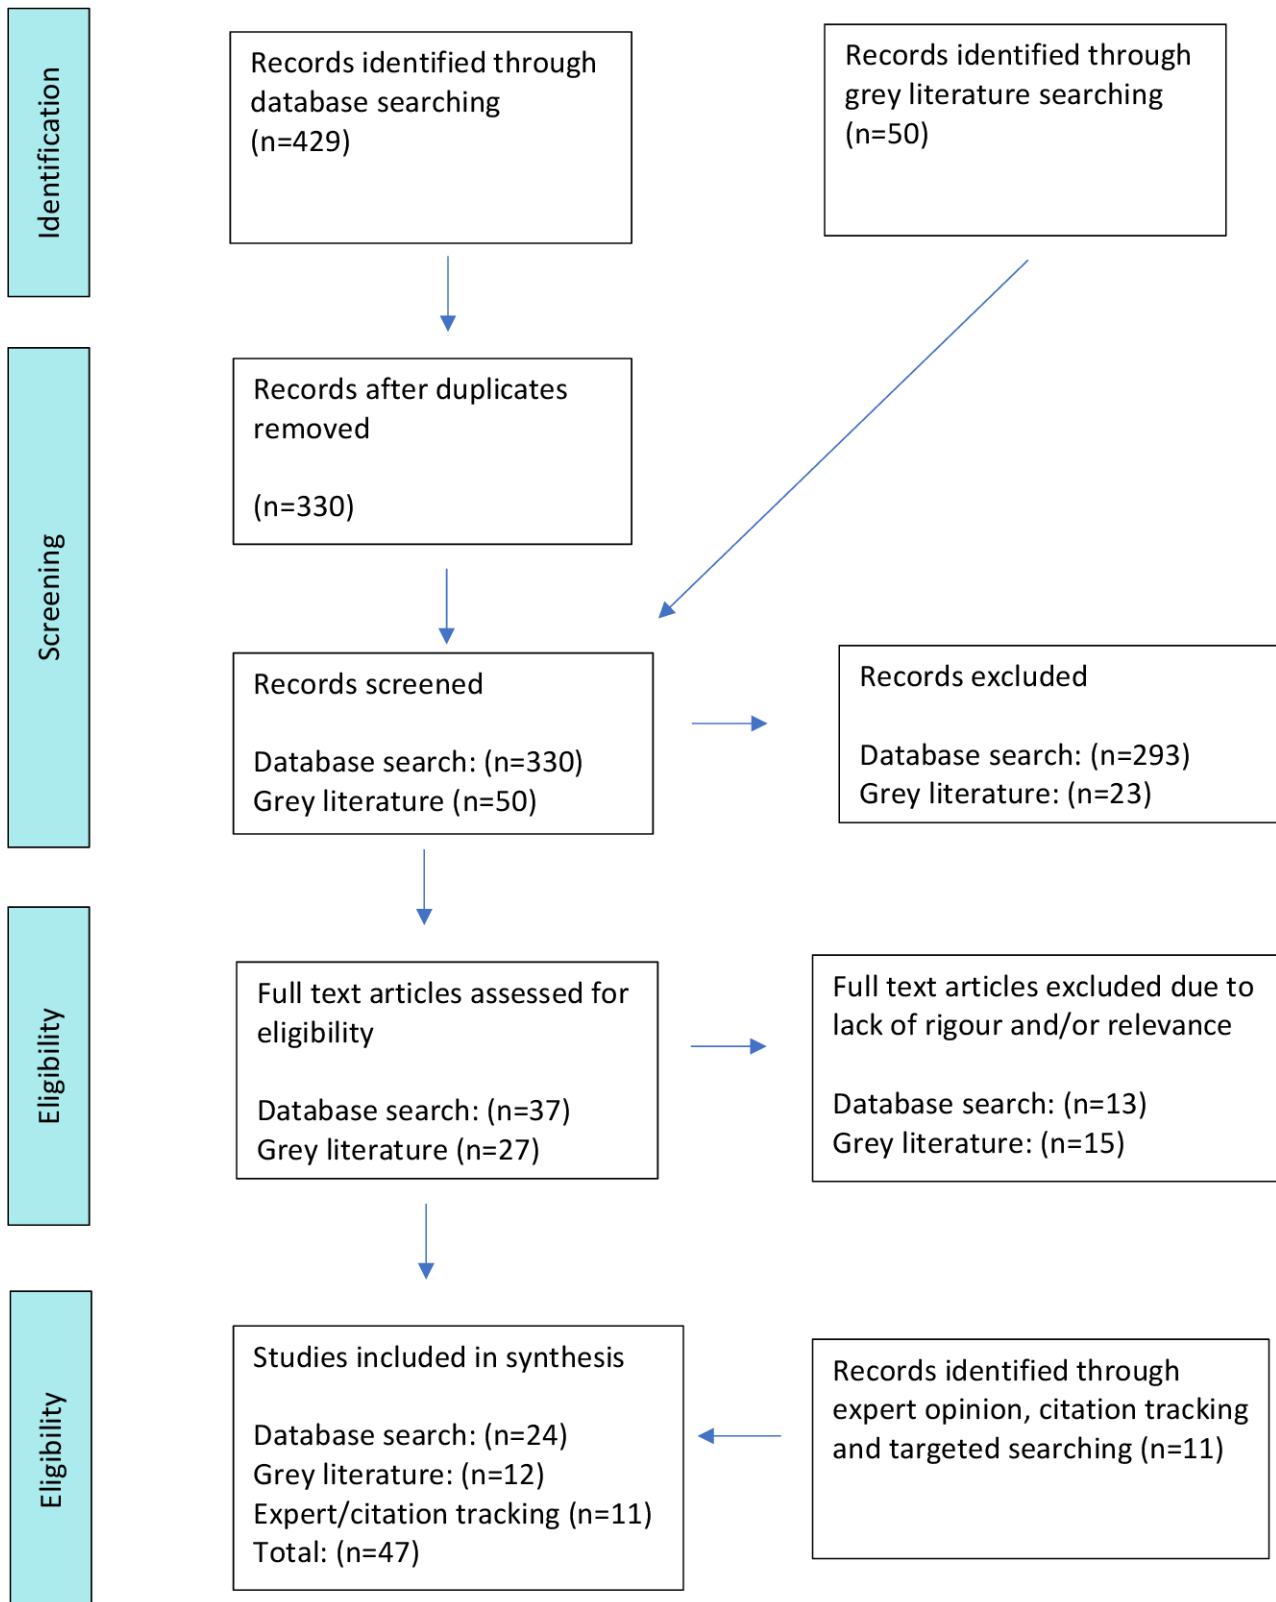 Identification
Records identified through
database searching
(n=429)
Records identified through
grey literature searching
(n=50)
Screening
Records after duplicates
removed
(n=330)
Records screened
Database search: (n=330)
Grey literature (n=50)
Records excluded
Database search: (n=293)
Grey literature: (n=23)
Eligibility
Full text articles assessed for
eligibility
Database search: (n=37)
Grey literature (n=27)
Full text articles excluded due to
lack of rigour and/or relevance
Database search: (n=13)
Grey literature: (n=15)
Eligibility
Studies included in synthesis
Database search: (n=24)
Grey literature: (n=12)
Expert/citation tracking (n=11)
Total: (n=47)
Records identified through
expert opinion, citation tracking
and targeted searching (n=11)